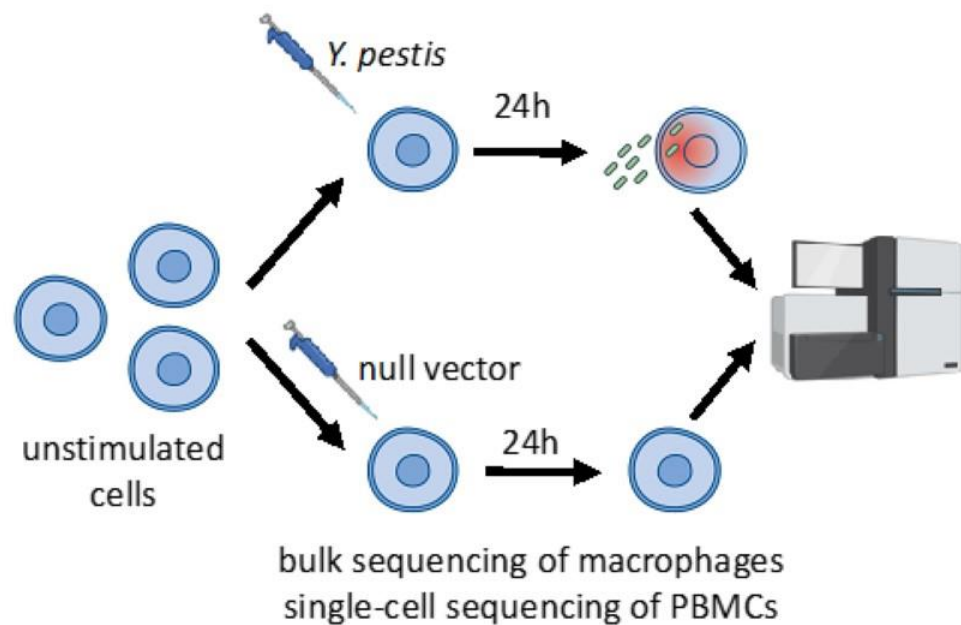 Y. pestis
24h
null vector
24h
unstimulated
cells
bulk sequencing of macrophages
single-cell sequencing of PBMCs